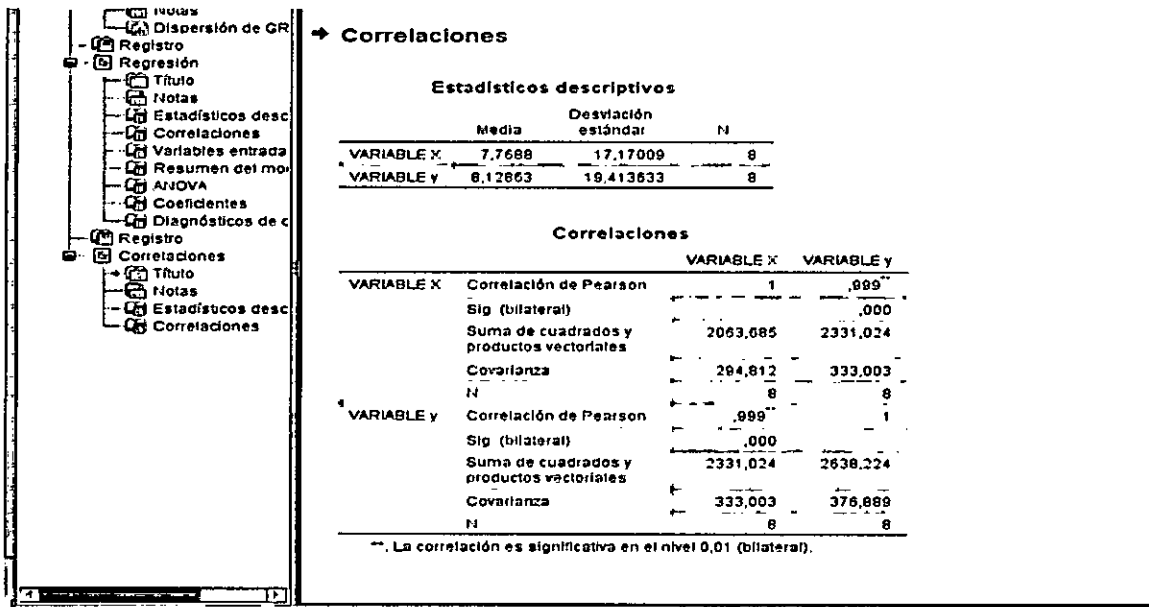 Notas
Dispersión de GR
Registro
Regresión
Título
Notas
Estadísticos desc
Correlaciones
Variables entrada
Resumen del mo
ANOVA
Coeficientes
Diagnósticos de c
Registro
Correlaciones
Título
Notas
Estadísticos desc
Correlaciones
Correlaciones
Estadísticos descriptivos
Media Desviación estándar N
VARIABLE X 7,7688 17,17009 8
VARIABLE y 19,413633 8
Correlaciones
VARIABLE X VARIABLE y
VARIABLE X Correlación de Pearson 1 ,999**
Sig (bilateral) ,000
Suma de cuadrados y productos vectoriales 2063,685 2331,024
Covarianza 294,812 333,003
N 8 8
VARIABLE y Correlación de Pearson ,999** 1
Sig (bilateral) ,000
Suma de cuadrados y productos vectoriales 2331,024 2638,224
Covarianza 333,003 376,889
N 8 8
**. La correlación es significativa en el nivel 0,01 (bilateral).